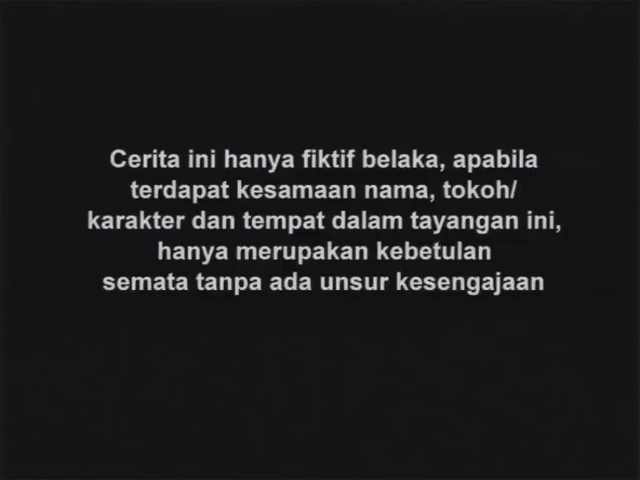 Cerita ini hanya fiktif belaka, apabila
terdapat kesamaan nama, tokoh/
karakter dan tempat dalam tayangan ini,
hanya merupakan kebetulan
semata tanpa ada unsur kesengajaan